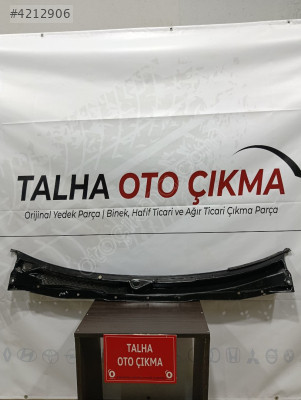 #4212906
TALHA OTO ÇIKMA
Orijinal Yedek Parça | Binek, Hafif Ticari ve Ağır Ticari Çıkma Parça
TALHA
OTO ÇIKMA